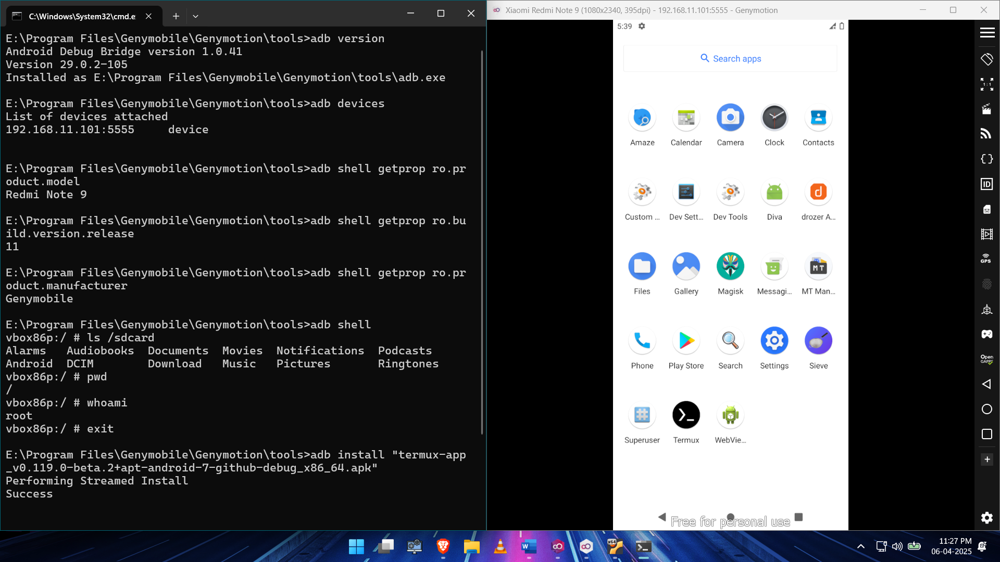 C:\Windows\System32\cmd.e
E:\Program Files\Genymobile\Genymotion\tools>adb version
Android Debug Bridge version 1.0.41
Version 29.0.2-105
Installed as E:\Program Files\Genymobile\Genymotion\tools\adb.exe
E:\Program Files\Genymobile\Genymotion\tools>adb devices
List of devices attached
192.168.11.101:5555     device
E:\Program Files\Genymobile\Genymotion\tools>adb shell getprop ro.pr
oduct.model
Redmi Note 9
E:\Program Files\Genymobile\Genymotion\tools>adb shell getprop ro.bu
ild.version.release
11
E:\Program Files\Genymobile\Genymotion\tools>adb shell getprop ro.pr
oduct.manufacturer
Genymobile
E:\Program Files\Genymobile\Genymotion\tools>adb shell
vbox86p:/ # ls /sdcard
Alarms   Audiobooks  Documents  Movies  Notifications  Podcasts
Android  DCIM        Download   Music   Pictures       Ringtones
vbox86p:/ # pwd
/
vbox86p:/ # whoami
root
vbox86p:/ # exit
E:\Program Files\Genymobile\Genymotion\tools>adb install "termux-app
_v0.119.0-beta.2+apt-android-7-github-debug_x86_64.apk"
Performing Streamed Install
Success
Xiaomi Redmi Note 9 (1080x2340, 395dpi) - 192.168.11.101:5555 - Genymotion
5:39
Search apps
Amaze Calendar Camera Clock Contacts
Custom ... Dev Sett... Dev Tools Diva drozer A...
MT
Files Gallery Magisk Messagi... MT Man...
Phone Play Store Search Settings Sieve
Superuser Termux WebVie...
Free for personal use
1:1
ID
GPS
Open
GAPPS
W
x64
11:27 PM
06-04-2025